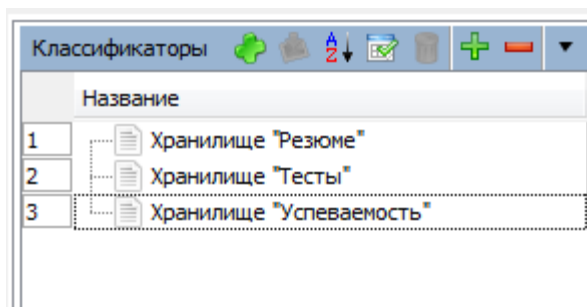 Классификаторы
Название
1 Хранилище "Резюме"
2 Хранилище "Тесты"
3 Хранилище "Успеваемость"